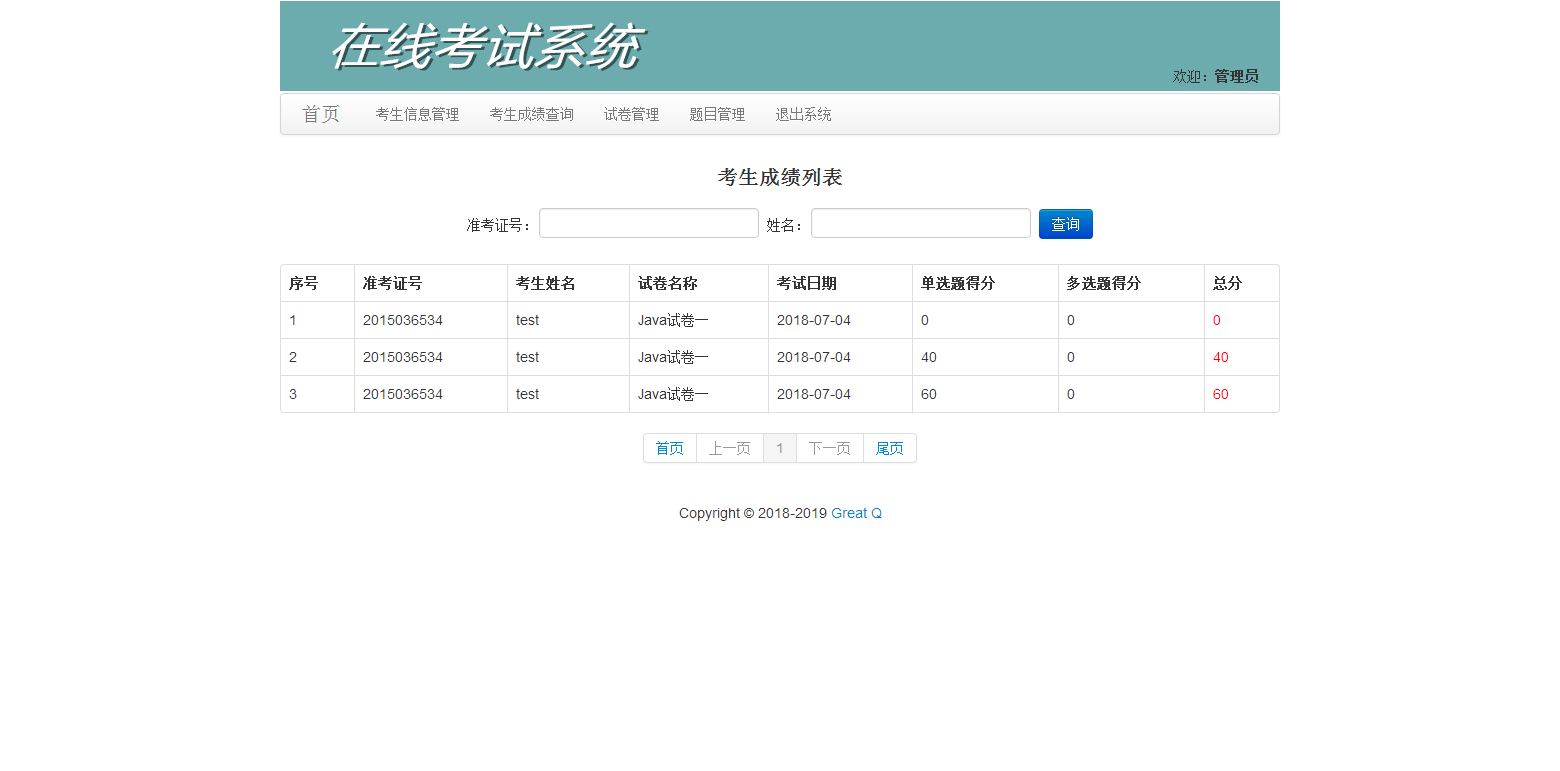 在线考试系统
欢迎：管理员
首页 考生信息管理 考生成绩查询 试卷管理 题目管理 退出系统
考生成绩列表
准考证号： 姓名： 查询
序号 准考证号 考生姓名 试卷名称 考试日期 单选题得分 多选题得分 总分
1 2015036534 test Java试卷一 2018-07-04 0 0 0
2 2015036534 test Java试卷一 2018-07-04 40 0 40
3 2015036534 test Java试卷一 2018-07-04 60 0 60
首页 上一页 1 下一页 尾页
Copyright © 2018-2019 Great Q